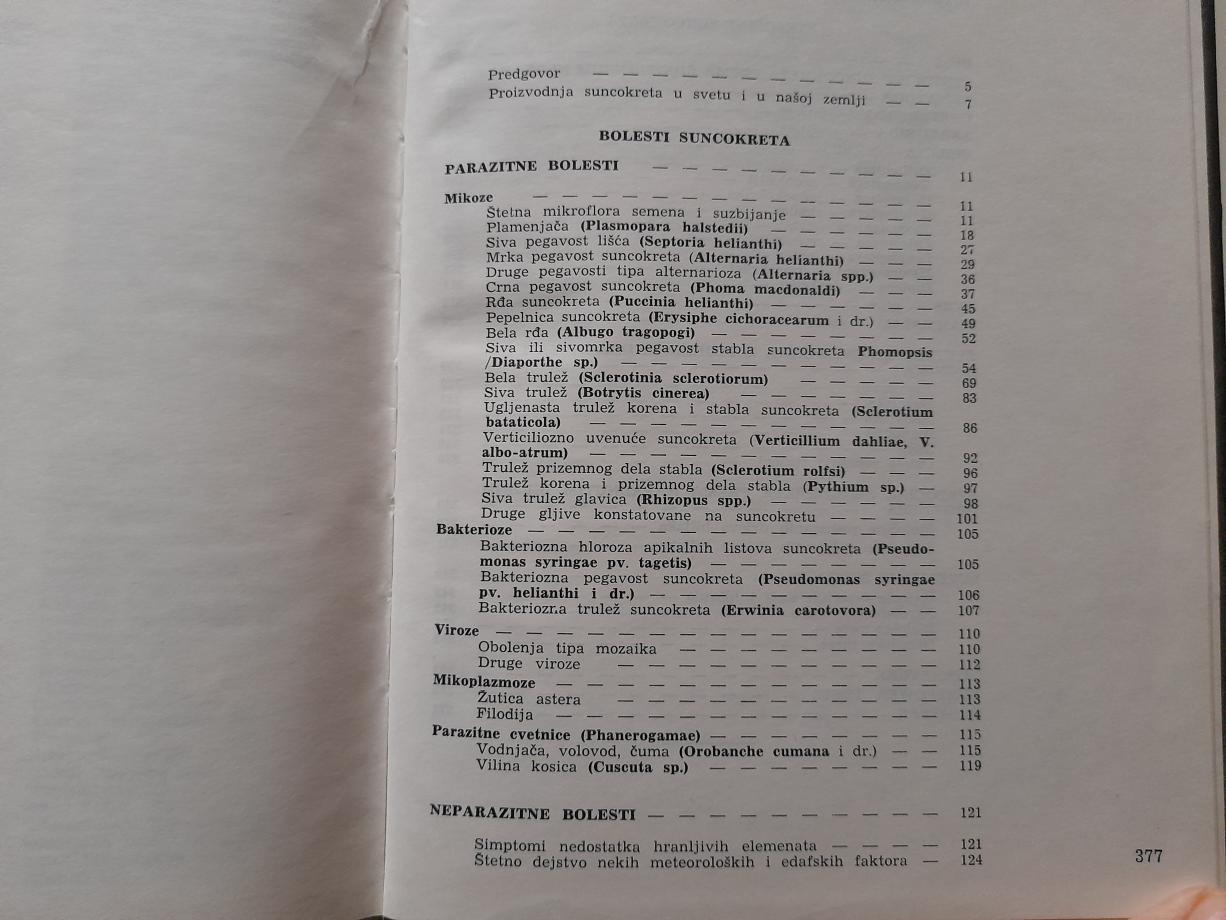 Predgovor — — — — — — — — — — — 5
Proizvodnja suncokreta u svetu i u našoj zemlji — — 7
BOLESTI SUNCOKRETA
PARAZITNE BOLESTI — — — — — — — — — — 11
Mikoze — — — — — — — — — — — — — — 11
Štetna mikroflora semena i suzbijanje — — — — — 11
Plamenjača (Plasmopara halstedii) — — — — — — 18
Siva pegavost lišća (Septoria helianthi) — — — — — 27
Mrka pegavost suncokreta (Alternaria helianthi) — — — 29
Druge pegavosti tipa alternarioza (Alternaria spp.) — — 36
Crna pegavost suncokreta (Phoma macdonaldi) — — — 37
Rđa suncokreta (Puccinia helianthi) — — — — — — 45
Pepelnica suncokreta (Erysiphe cichoracearum i dr.) — — 49
Bela rđa (Albugo tragopogi) — — — — — — — — 52
Siva ili sivomrka pegavost stabla suncokreta Phomopsis
/Diaporthe sp.) — — — — — — — — — — — 54
Bela trulež (Sclerotinia sclerotiorum) — — — — — 69
Siva trulež (Botrytis cinerea) — — — — — — — 83
Ugljenasta trulež korena i stabla suncokreta (Sclerotium
bataticola) — — — — — — — — — — — — 86
Verticiliozno uvenuće suncokreta (Verticillium dahliae, V.
albo-atrum) — — — — — — — — — — — — 92
Trulež prizemnog dela stabla (Sclerotium rolfsi) — — — 96
Trulež korena i prizemnog dela stabla (Pythium sp.) — 97
Siva trulež glavica (Rhizopus spp.) — — — — — — 98
Druge gljive konstatovane na suncokretu — — — — 101
Bakterioze — — — — — — — — — — — — — — 105
Bakteriozna hloroza apikalnih listova suncokreta (Pseudo-
monas syringae pv. tagetis) — — — — — — — — 105
Bakteriozna pegavost suncokreta (Pseudomonas syringae
pv. helianthi i dr.) — — — — — — — — — — 106
Bakteriozna trulež suncokreta (Erwinia carotovora) — — 107
Viroze — — — — — — — — — — — — — — — 110
Obolenja tipa mozaika — — — — — — — — — 110
Druge viroze — — — — — — — — — — — 112
Mikoplazmoze — — — — — — — — — — — — — 113
Žutica astera — — — — — — — — — — — 113
Filodija — — — — — — — — — — — — — 114
Parazitne cvetnice (Phanerogamae) — — — — — — — — 115
Vodnjača, volovod, čuma (Orobanche cumana i dr.) — — 115
Vilina kosica (Cuscuta sp.) — — — — — — — — 119
NEPARAZITNE BOLESTI — — — — — — — — — — 121
Simptomi nedostatka hranljivih elemenata — — — — 121
Štetno dejstvo nekih meteoroloških i edafskih faktora — 124
377